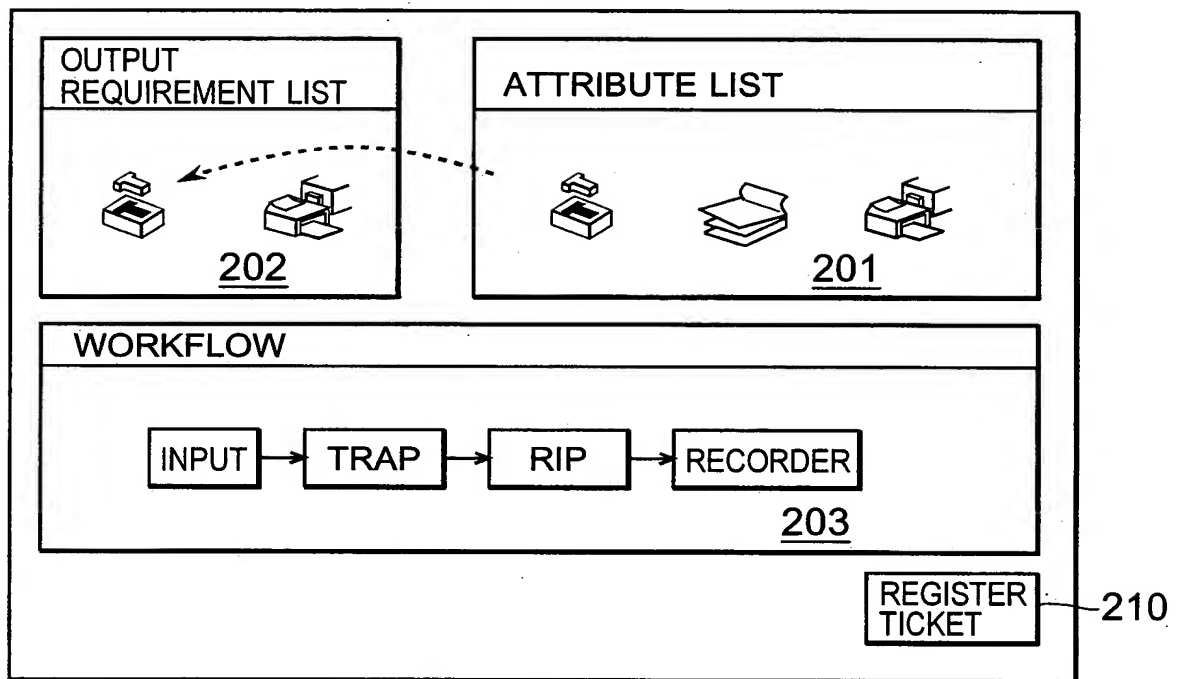 OUTPUT
REQUIREMENT LIST
202
ATTRIBUTE LIST
201
WORKFLOW
INPUT
TRAP
RIP
RECORDER
203
REGISTER
TICKET
210